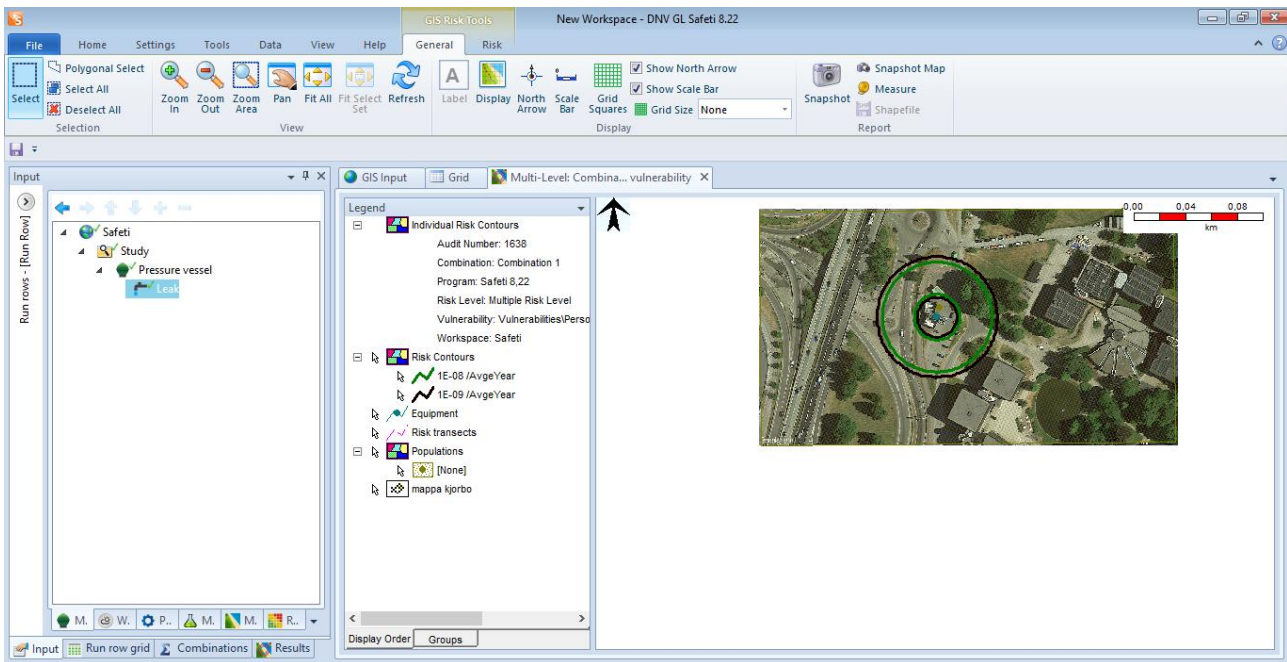 GIS Risk Tools
New Workspace - DNV GL Safeti 8.22
File Home Settings Tools Data View Help General Risk
Select
Polygonal Select
Select All
Deselect All
Selection
Zoom In
Zoom Out
Zoom Area
Pan
Fit All
Fit Select Set
Refresh
View
Label
Display
North Arrow
Scale Bar
Grid Squares
Show North Arrow
Show Scale Bar
Grid Size None
Display
Snapshot
Snapshot Map
Measure
Shapefile
Report
Input
Run rows - [Run Row]
Safeti
Study
Pressure vessel
Leak
M. W. P.. M. M. R..
Input Run row grid Combinations Results
GIS Input Grid Multi-Level: Combina... vulnerability
Legend
Individual Risk Contours
Audit Number: 1638
Combination: Combination 1
Program: Safeti 8,22
Risk Level: Multiple Risk Level
Vulnerability: Vulnerabilities\Perso
Workspace: Safeti
Risk Contours
1E-08 /AvgeYear
1E-09 /AvgeYear
Equipment
Risk transects
Populations
[None]
mappa kjorbo
Display Order Groups
0,00 0,04 0,08
km